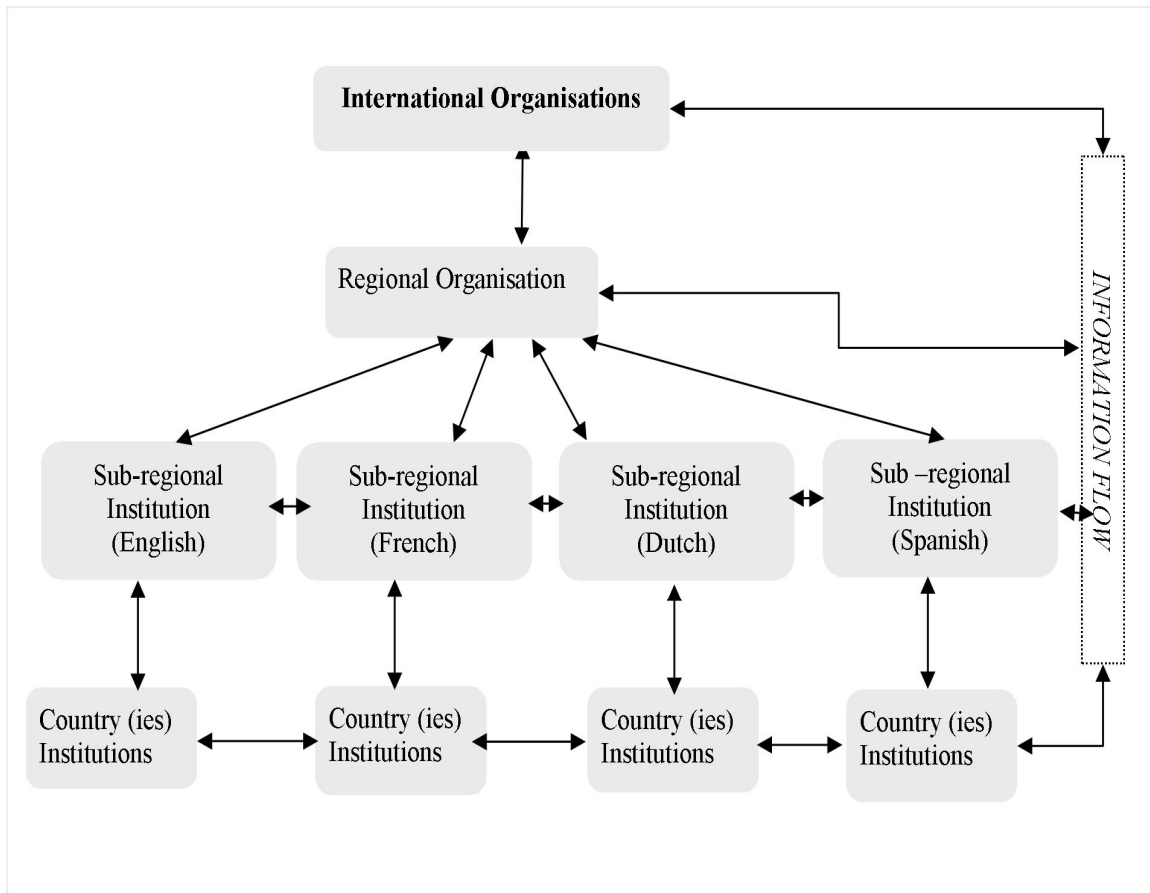 International Organisations
Regional Organisation
Sub-regional
Institution
(English)
Sub-regional
Institution
(French)
Sub-regional
Institution
(Dutch)
Sub –regional
Institution
(Spanish)
INFORMATION FLOW
Country (ies)
Institutions
Country (ies)
Institutions
Country (ies)
Institutions
Country (ies)
Institutions